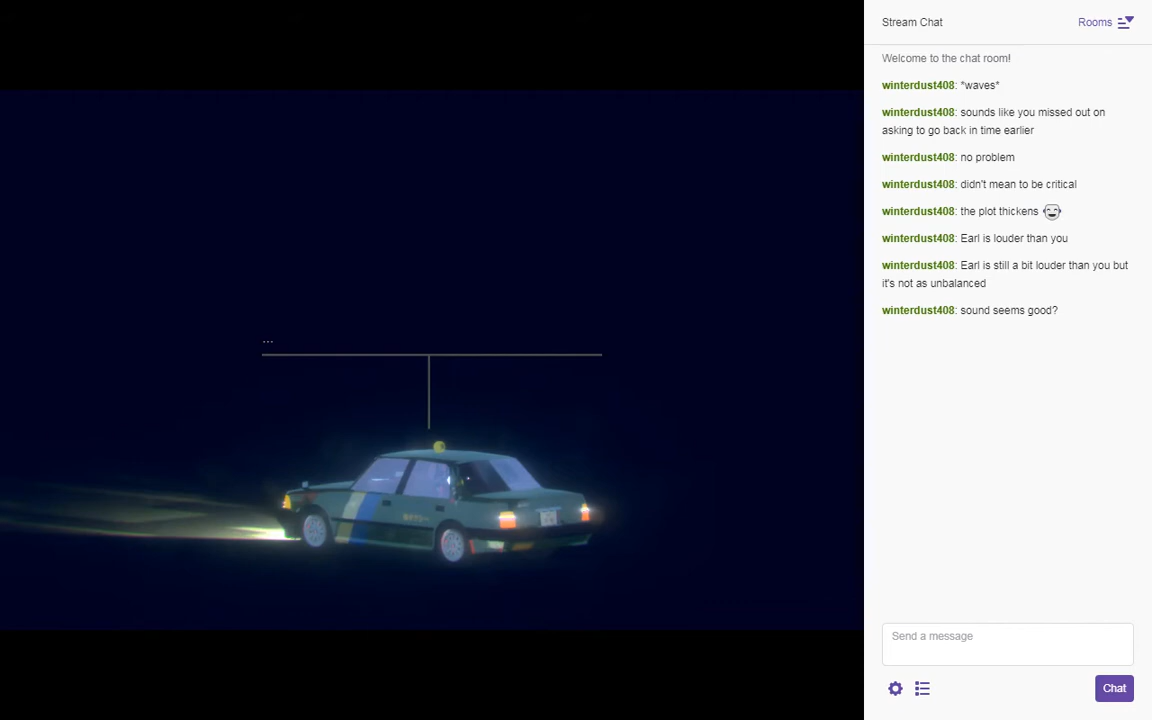 Stream Chat
Rooms
Welcome to the chat room!
winterdust408: *waves*
winterdust408: sounds like you missed out on
asking to go back in time earlier
winterdust408: no problem
winterdust408: didn't mean to be critical
winterdust408: the plot thickens
winterdust408: Earl is louder than you
winterdust408: Earl is still a bit louder than you but
it's not as unbalanced
winterdust408: sound seems good?
...
Send a message
Chat